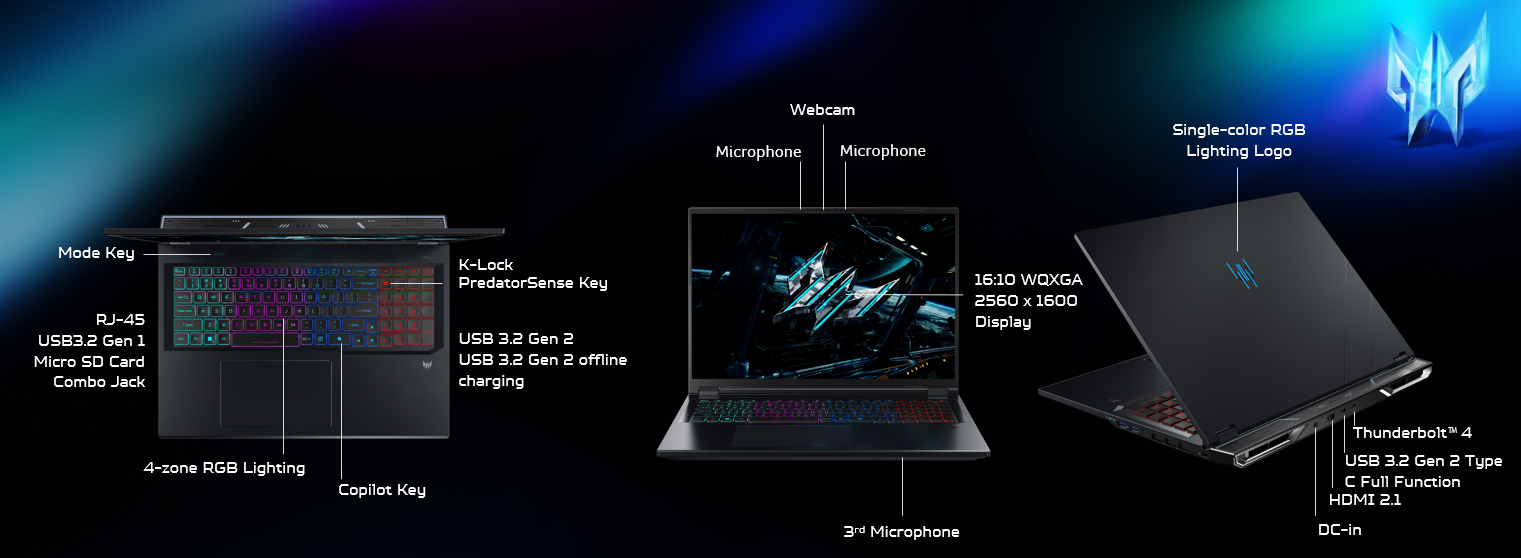 Mode Key
RJ-45
USB3.2 Gen 1
Micro SD Card
Combo Jack
K-Lock
PredatorSense Key
USB 3.2 Gen 2
USB 3.2 Gen 2 offline
charging
4-zone RGB Lighting
Copilot Key
Webcam
Microphone
Microphone
16:10 WQXGA
2560 x 1600
Display
3rd Microphone
Single-color RGB
Lighting Logo
Thunderbolt™ 4
USB 3.2 Gen 2 Type
C Full Function
HDMI 2.1
DC-in